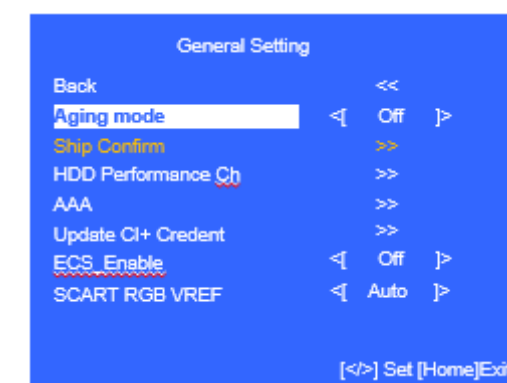 General Setting
Back <<
Aging mode <[ Off ]>
Ship Confirm >>
HDD Performance Ch >>
AAA >>
Update CI+ Credent >>
ECS_Enable <[ Off ]>
SCART RGB VREF <[ Auto ]>
[</>] Set [Home]Exit